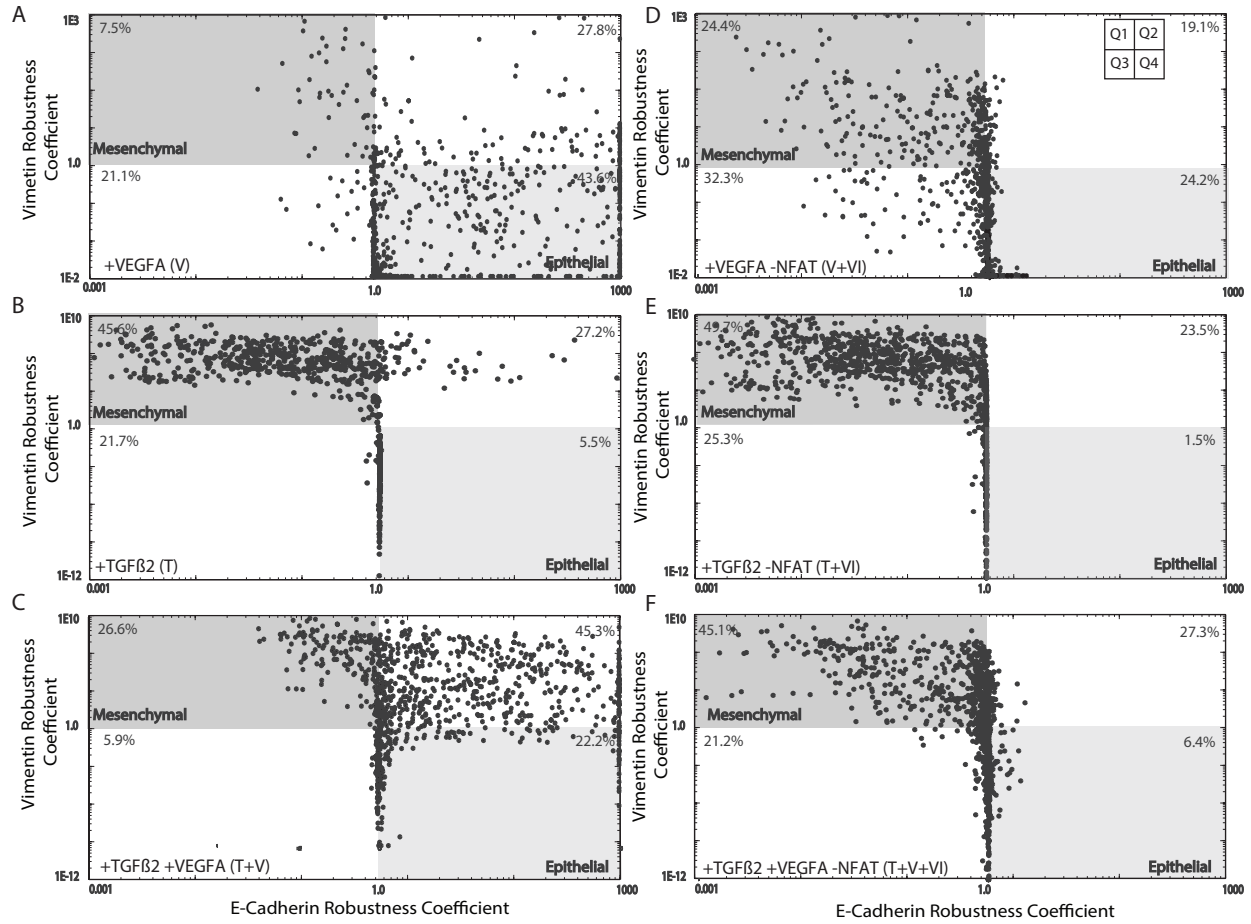 A
Vimetin Robustness
Coefficient
1E3
1.0
1E-2
7.5%
27.8%
Mesenchymal
21.1%
43.6%
+VEGFA (V)
Epithelial
0.001
1.0
1000
D
Vimentin Robustness
Coefficient
1E3
1.0
1E-2
24.4%
19.1%
Q1 Q2
Q3 Q4
Mesenchymal
32.3%
24.2%
+VEGFA -NFAT (V+VI)
Epithelial
0.001
1.0
1000
B
Vimentin Robustness
Coefficient
1E10
1.0
1E-12
45.6%
27.2%
Mesenchymal
21.7%
5.5%
+TGFß2 (T)
Epithelial
0.001
1.0
1000
E
Vimentin Robustness
Coefficient
1E10
1.0
1E-12
49.7%
23.5%
Mesenchymal
25.3%
1.5%
+TGFß2 -NFAT (T+VI)
Epithelial
0.001
1.0
1000
C
Vimentin Robustness
Coefficient
1E10
1.0
1E-12
26.6%
45.3%
Mesenchymal
5.9%
22.2%
+TGFß2 +VEGFA (T+V)
Epithelial
0.001
1.0
1000
E-Cadherin Robustness Coefficient
F
Vimentin Robustness
Coefficient
1E10
1.0
1E-12
45.1%
27.3%
Mesenchymal
21.2%
6.4%
+TGFß2 +VEGFA -NFAT (T+V+VI)
Epithelial
0.001
1.0
1000
E-Cadherin Robustness Coefficient